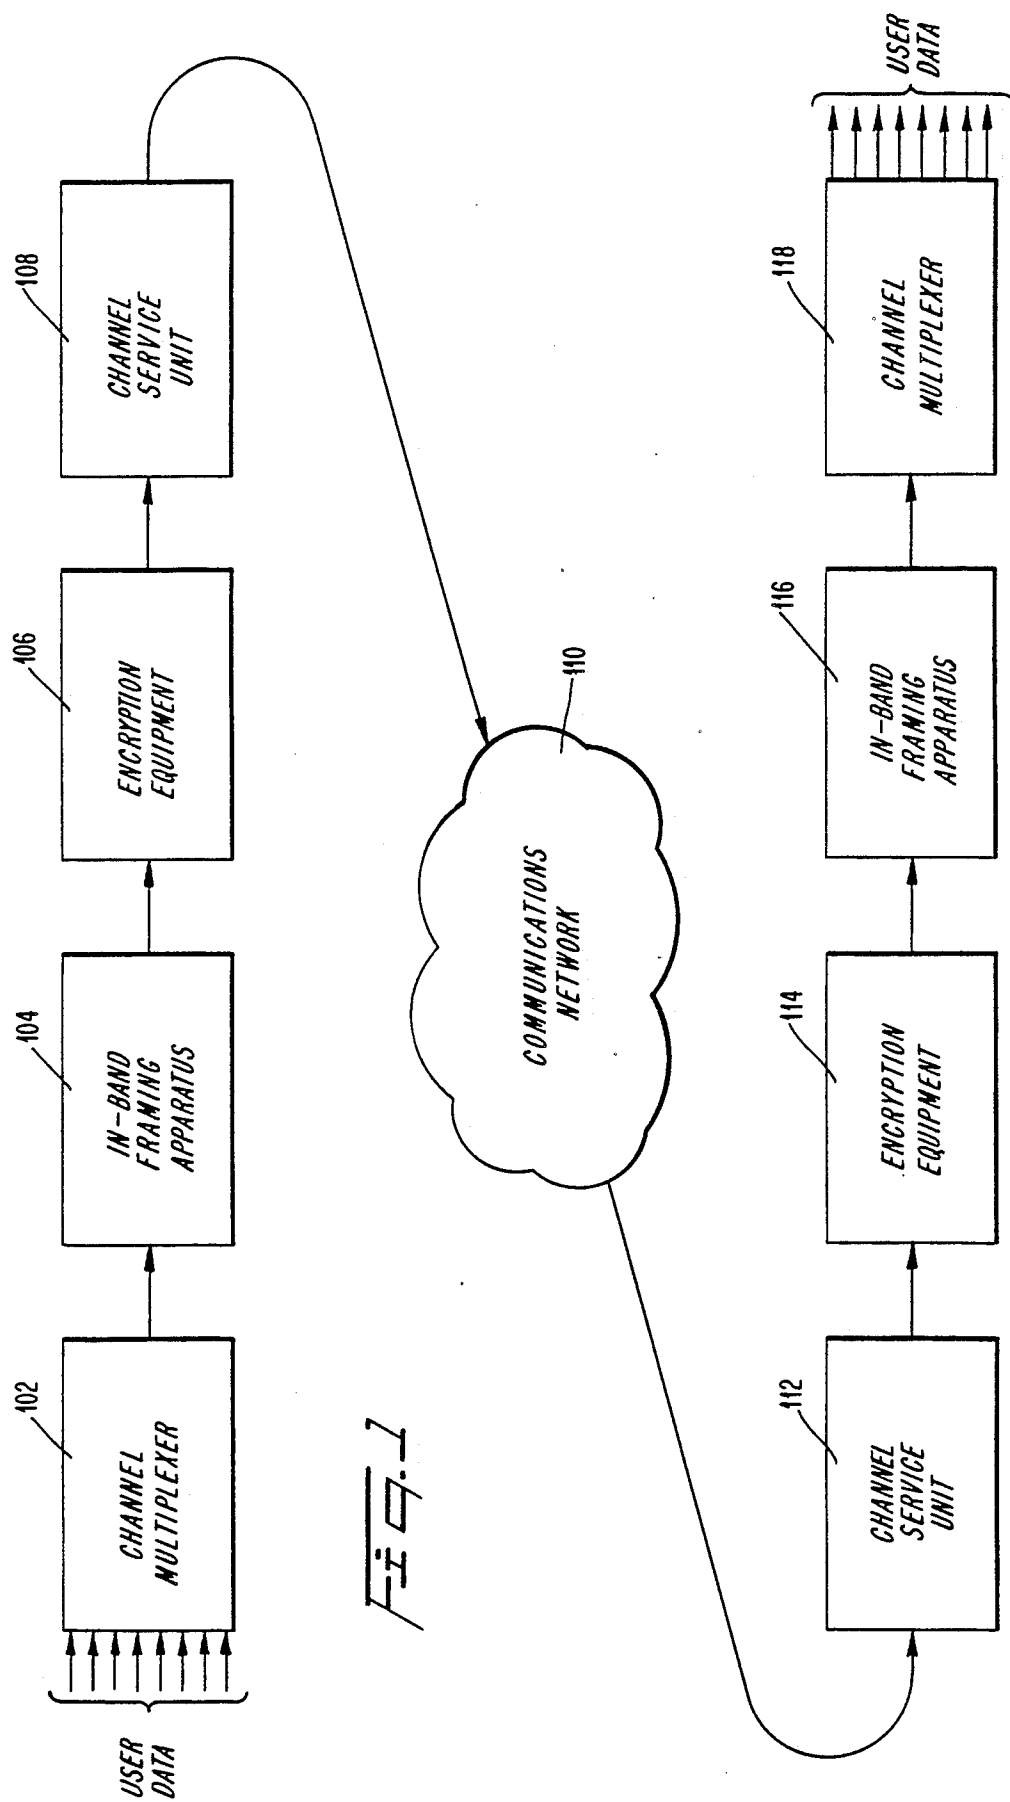 USER
DATA
102
CHANNEL
MULTIPLEXER
104
IN-BAND
FRAMING
APPARATUS
106
ENCRYPTION
EQUIPMENT
108
CHANNEL
SERVICE
UNIT
COMMUNICATIONS
NETWORK
110
Fig. 1
112
CHANNEL
SERVICE
UNIT
114
ENCRYPTION
EQUIPMENT
116
IN-BAND
FRAMING
APPARATUS
118
CHANNEL
MULTIPLEXER
USER
DATA